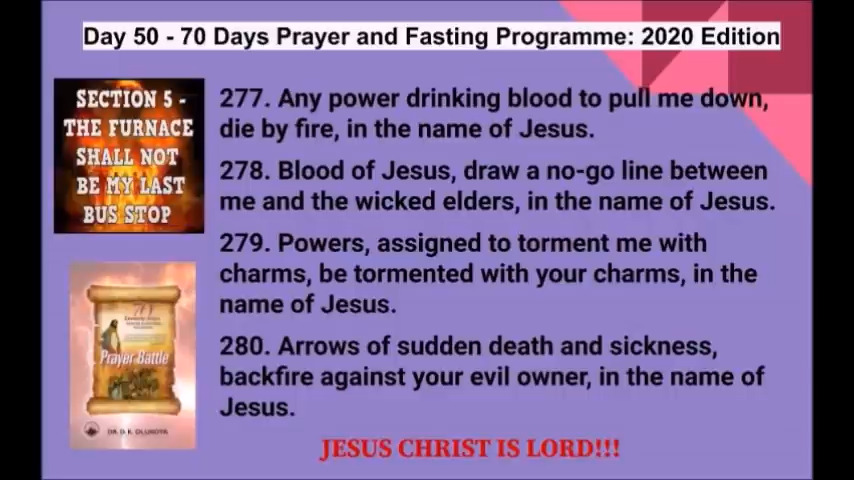 Day 50 - 70 Days Prayer and Fasting Programme: 2020 Edition
SECTION 5 -
THE FURNACE
SHALL NOT
BE MY LAST
BUS STOP
277. Any power drinking blood to pull me down,
die by fire, in the name of Jesus.
278. Blood of Jesus, draw a no-go line between
me and the wicked elders, in the name of Jesus.
279. Powers, assigned to torment me with
charms, be tormented with your charms, in the
name of Jesus.
280. Arrows of sudden death and sickness,
backfire against your evil owner, in the name of
Jesus.
70
Prayer Battle
DR. D. K. OLUKOYA
JESUS CHRIST IS LORD!!!